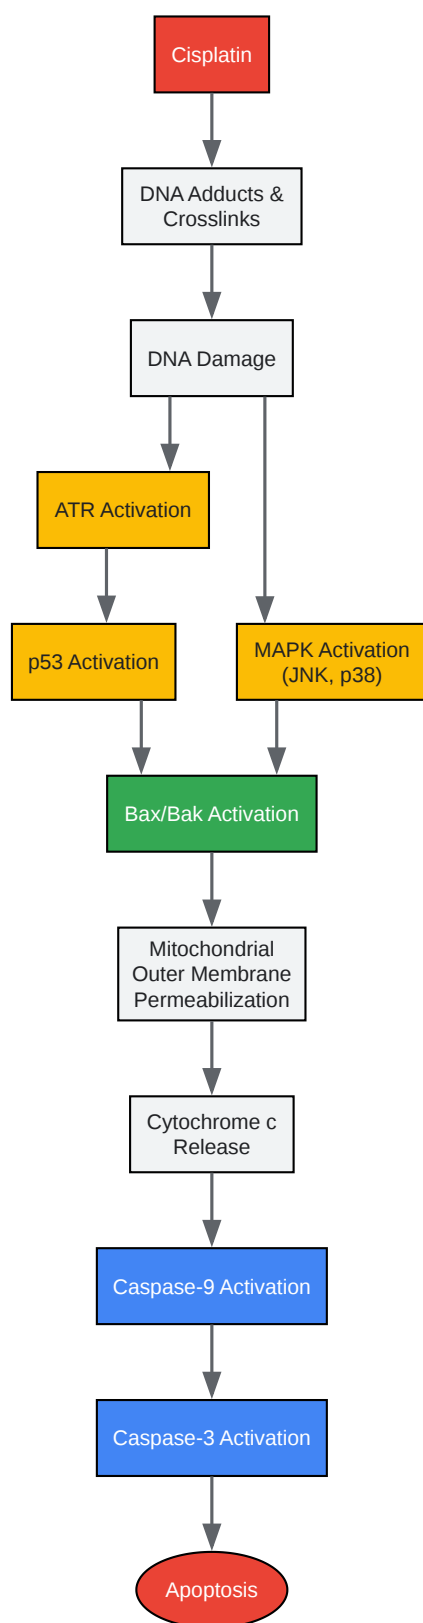 Cisplatin
DNA Adducts &
Crosslinks
DNA Damage
ATR Activation
p53 Activation
MAPK Activation
(JNK, p38)
Bax/Bak Activation
Mitochondrial
Outer Membrane
Permeabilization
Cytochrome c
Release
Caspase-9 Activation
Caspase-3 Activation
Apoptosis